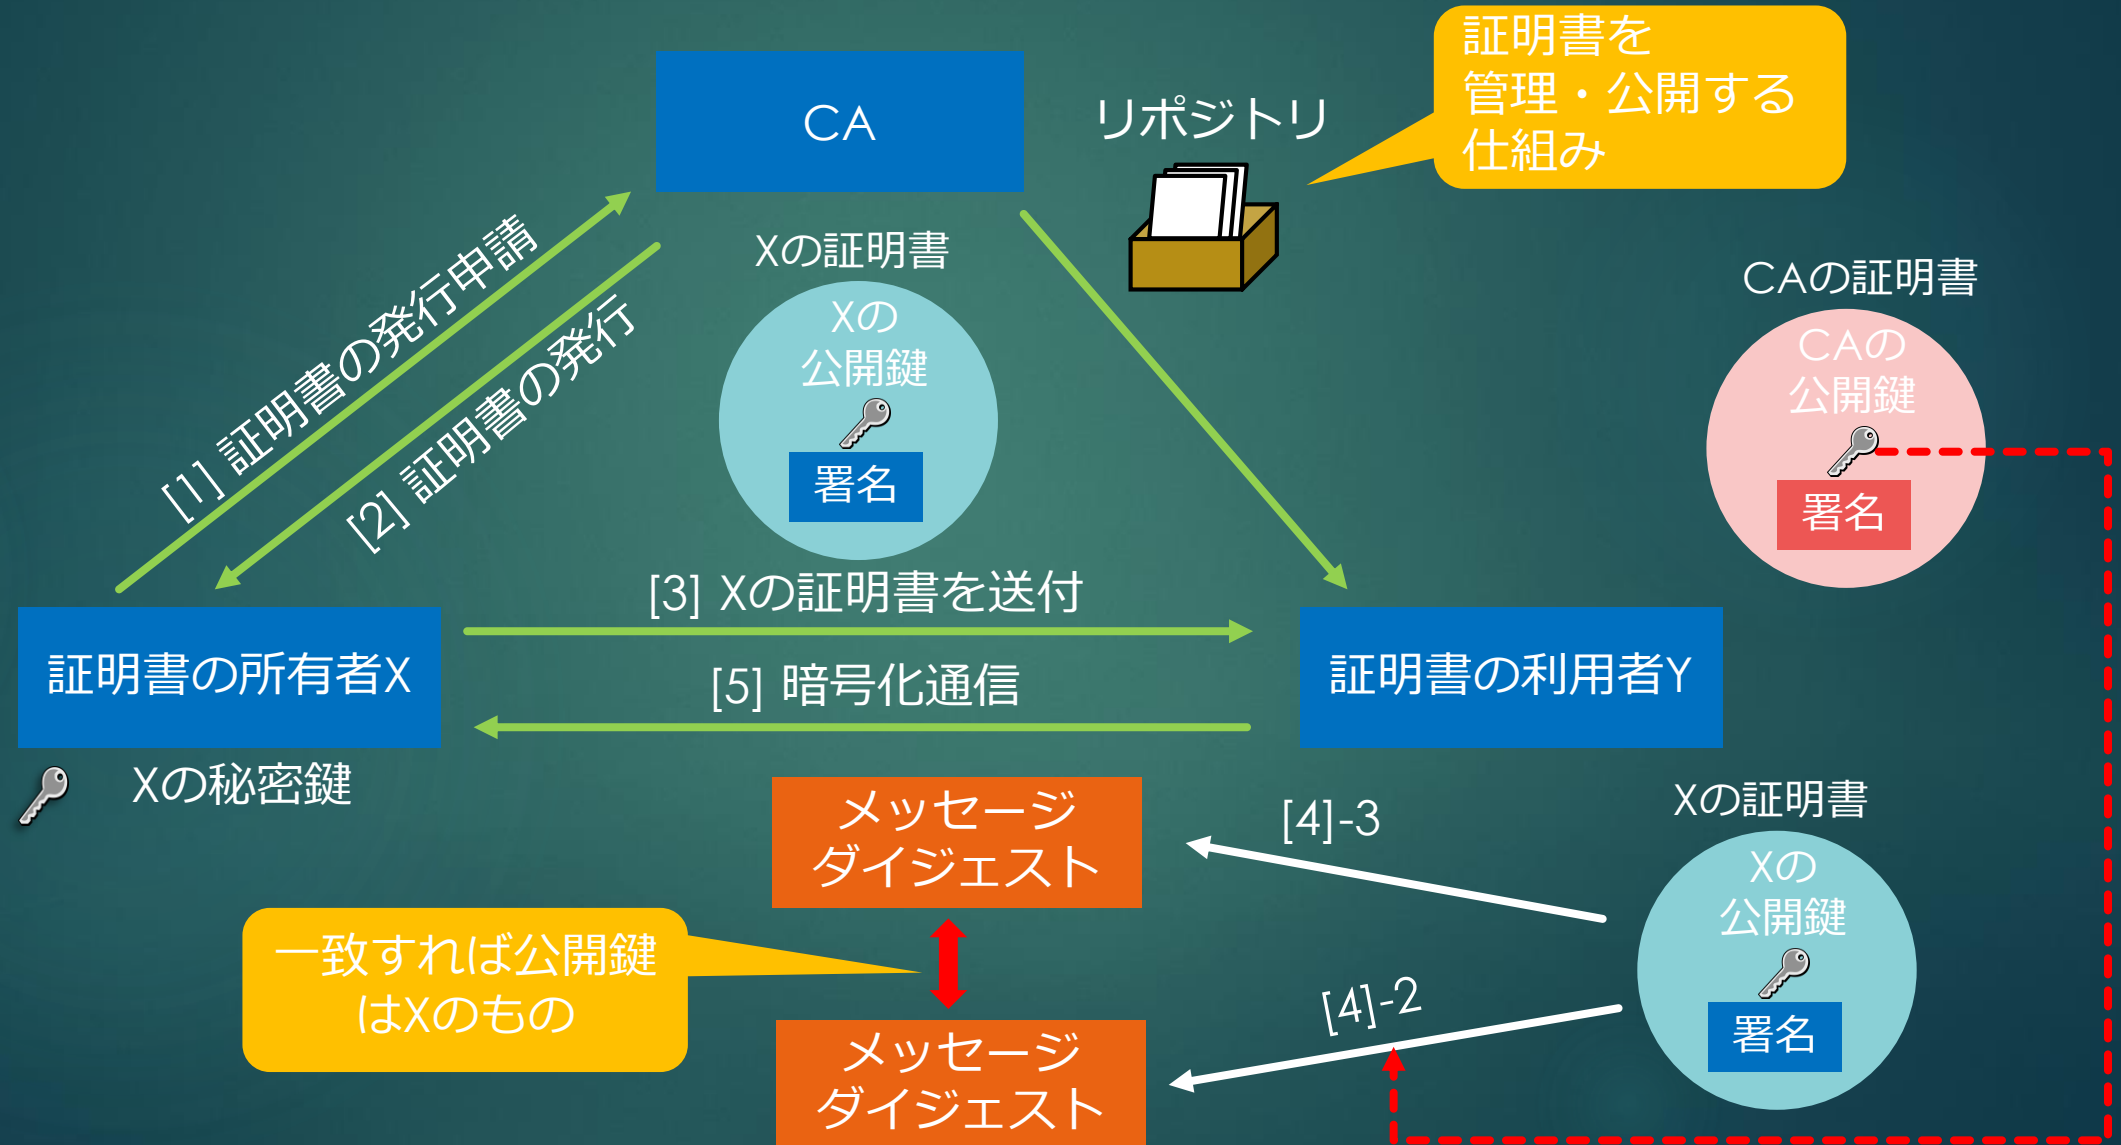 証明書を
管理・公開する
仕組み
CA
リポジトリ
[1] 証明書の発行申請
[2] 証明書の発行
Xの証明書
Xの
公開鍵
署名
CAの証明書
CAの
公開鍵
署名
[3] Xの証明書を送付
証明書の所有者X
[5] 暗号化通信
証明書の利用者Y
Xの秘密鍵
メッセージ
ダイジェスト
[4]-3
Xの証明書
Xの
公開鍵
署名
一致すれば公開鍵
はXのもの
[4]-2
メッセージ
ダイジェスト